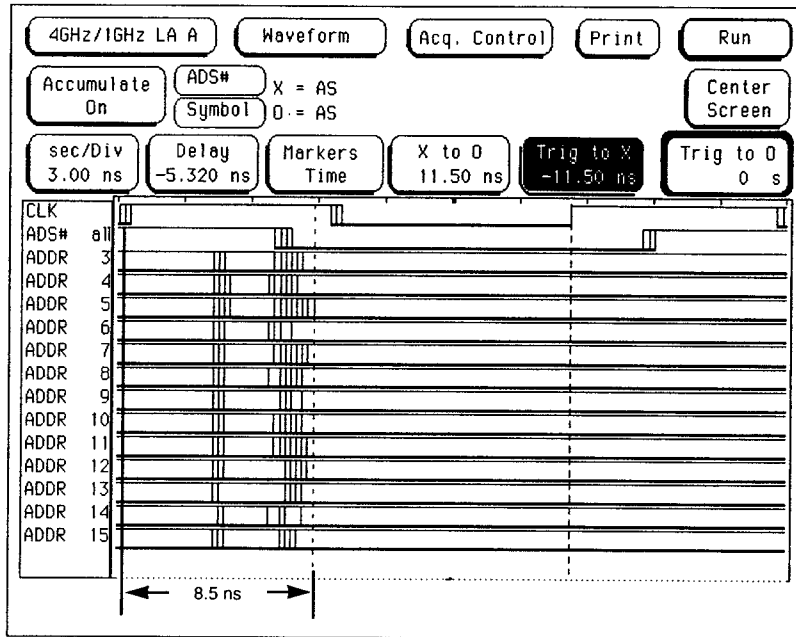 4GHz/1GHz LA A Waveform Acq. Control Print Run
Accumulate On ADS# X = AS Center Screen
Symbol O = AS
sec/Div Delay Markers X to O Trig to X Trig to O
3.00 ns -5.320 ns Time 11.50 ns -11.50 ns 0 s
CLK
ADS# all
ADDR 3
ADDR 4
ADDR 5
ADDR 6
ADDR 7
ADDR 8
ADDR 9
ADDR 10
ADDR 11
ADDR 12
ADDR 13
ADDR 14
ADDR 15
8.5 ns